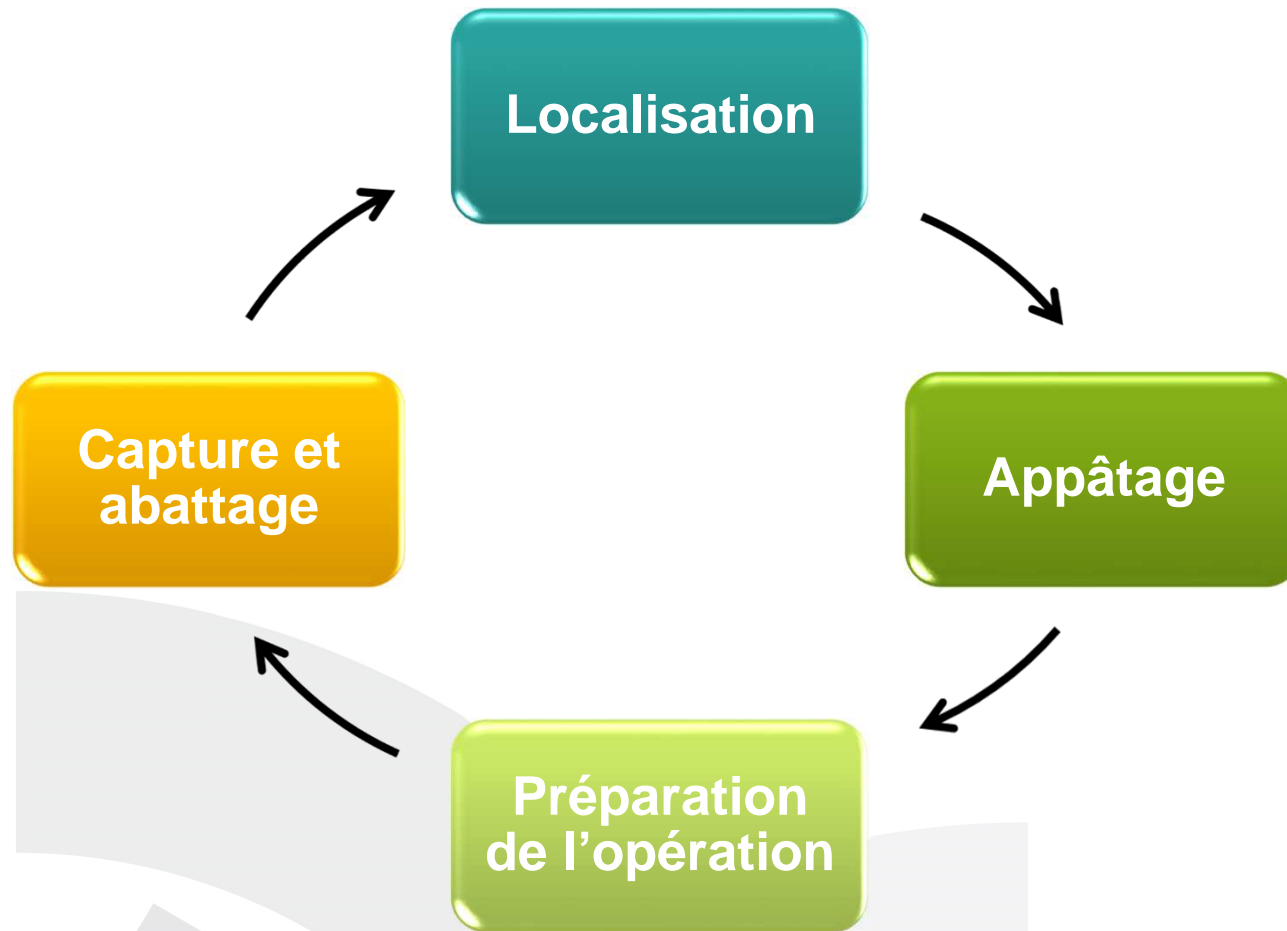 Localisation
Appâtage
Préparation
de l’opération
Capture et
abattage